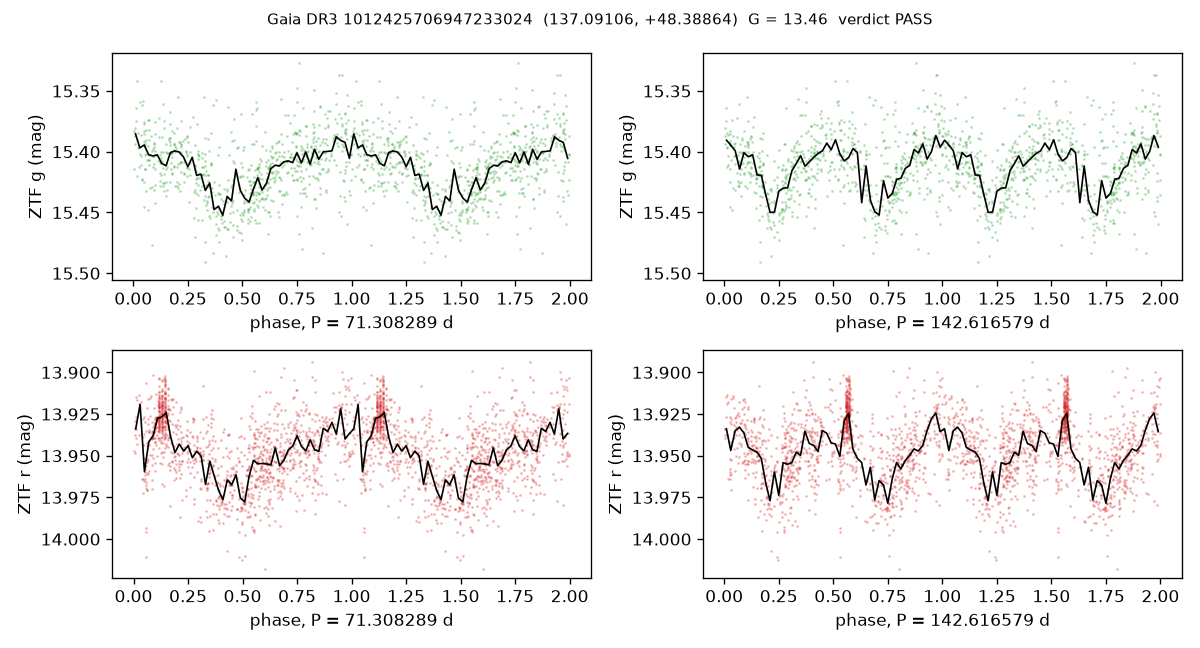 Gaia DR3 1012425706947233024 (137.09106, +48.38864) G = 13.46 verdict PASS
ZTF g (mag)
15.35
15.40
15.45
15.50
0.00 0.25 0.50 0.75 1.00 1.25 1.50 1.75 2.00
phase, P = 71.308289 d
ZTF g (mag)
15.35
15.40
15.45
15.50
0.00 0.25 0.50 0.75 1.00 1.25 1.50 1.75 2.00
phase, P = 142.616579 d
ZTF r (mag)
13.900
13.925
13.950
13.975
14.000
0.00 0.25 0.50 0.75 1.00 1.25 1.50 1.75 2.00
phase, P = 71.308289 d
ZTF r (mag)
13.900
13.925
13.950
13.975
14.000
0.00 0.25 0.50 0.75 1.00 1.25 1.50 1.75 2.00
phase, P = 142.616579 d